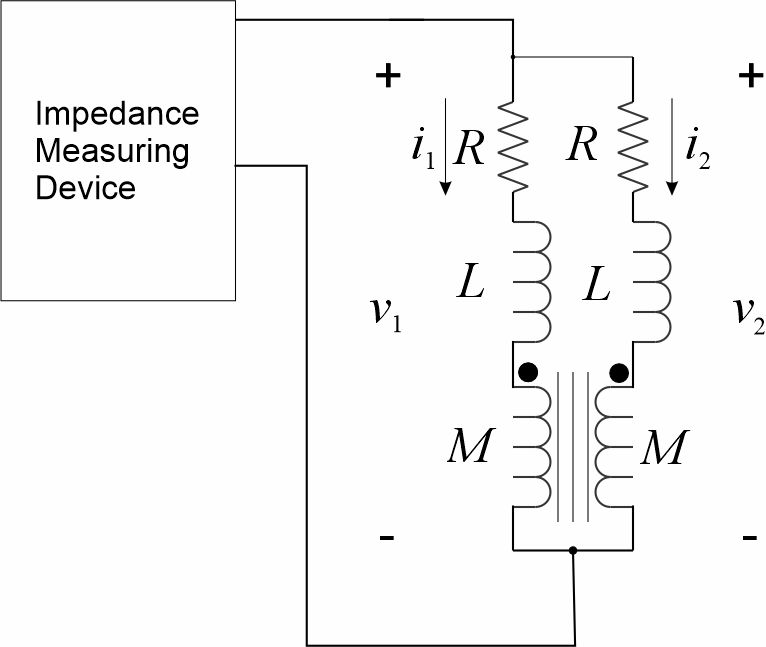 Impedance
Measuring
Device
+
+
i₁
R
R
i₂
L
L
v₁
v₂
M
M
-
-